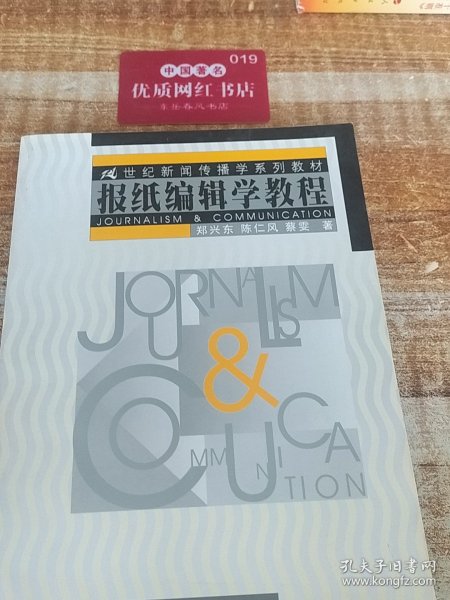 019
中国著名
优质网红书店
东岳春风书店
21世纪新闻传播学系列教材
报纸编辑学教程
JOURNALISM & COMMUNICATION
郑兴东 陈仁风 蔡雯 著
JOURNALISM
&
COMMUNICATION
孔夫子旧书网
www.kongfz.com